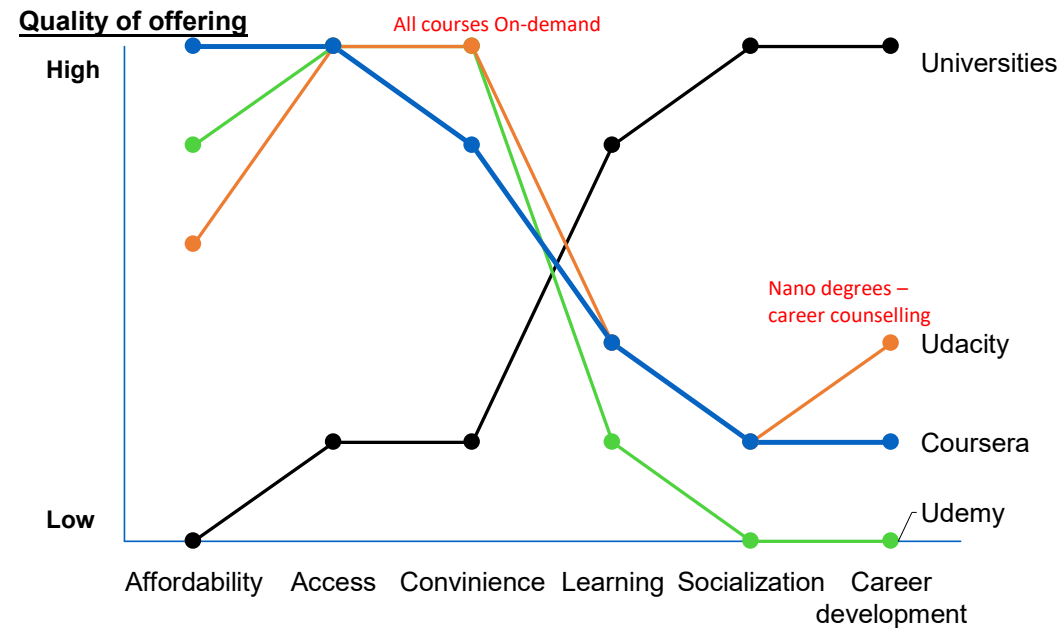 Quality of offering
All courses On-demand
High
Universities
Nano degrees –
career counselling
Udacity
Coursera
Low
Udemy
Affordability
Access
Convinience
Learning
Socialization
Career
development